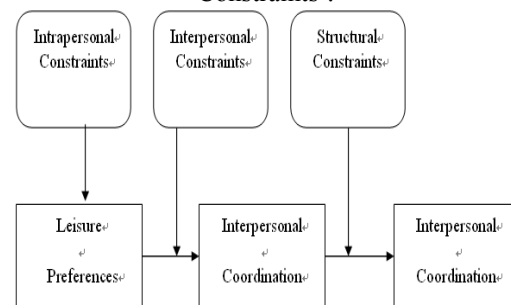 Constraints".
Intrapersonal
Constraints
Interpersonal
Constraints
Structural
Constraints
Leisure
Preferences
Interpersonal
Coordination
Interpersonal
Coordination